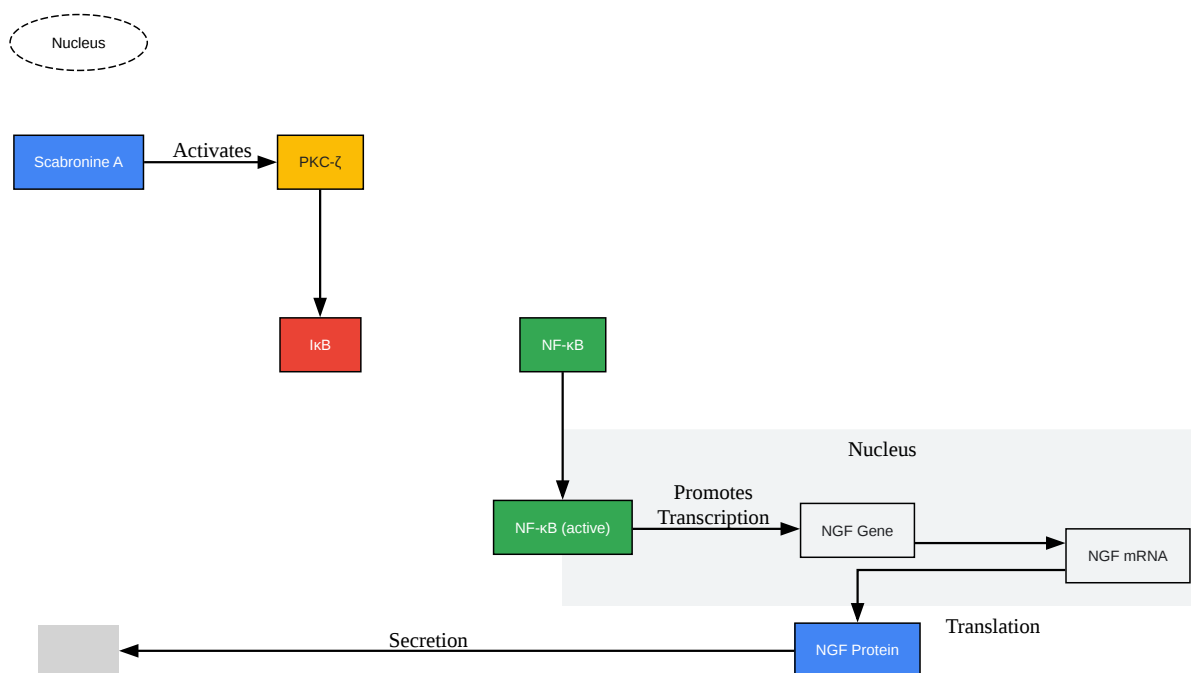 Nucleus
Scabronine A
Activates
PKC-ζ
IκB
NF-κB
Nucleus
NF-κB (active)
Promotes
Transcription
NGF Gene
NGF mRNA
Translation
Secretion
NGF Protein